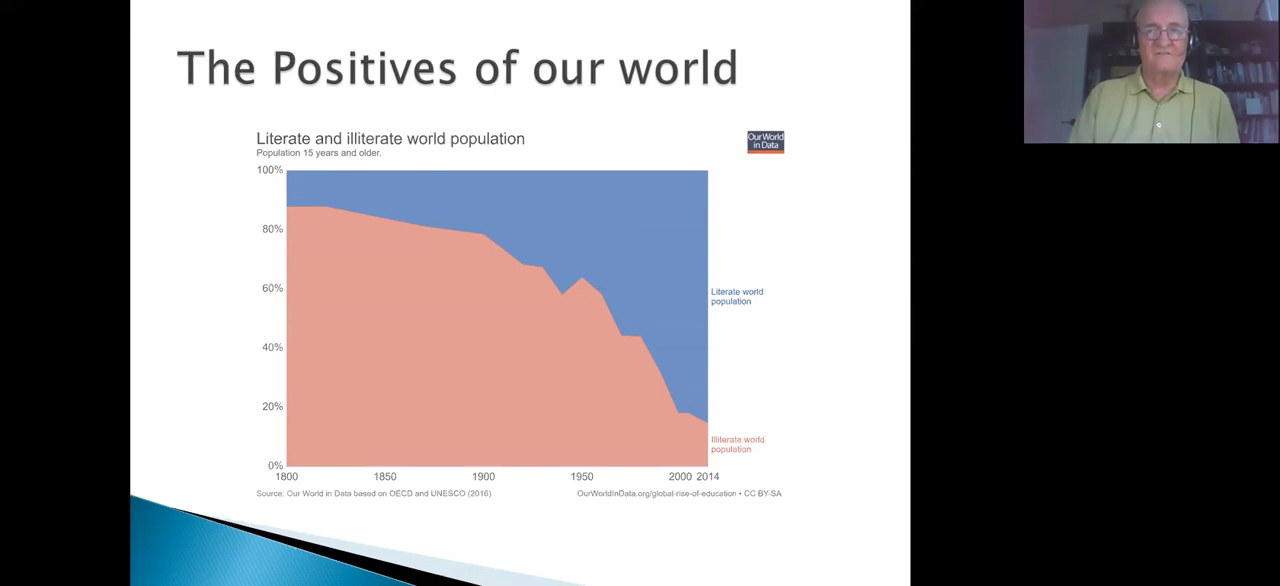 The Positives of our world
Literate and illiterate world population
Population 15 years and older.
Our World
in Data
100%
80%
60%
40%
20%
0%
Literate world
population
Illiterate world
population
1800 1850 1900 1950 2000 2014
Source: Our World in Data based on OECD and UNESCO (2016) OurWorldInData.org/global-rise-of-education • CC BY-SA